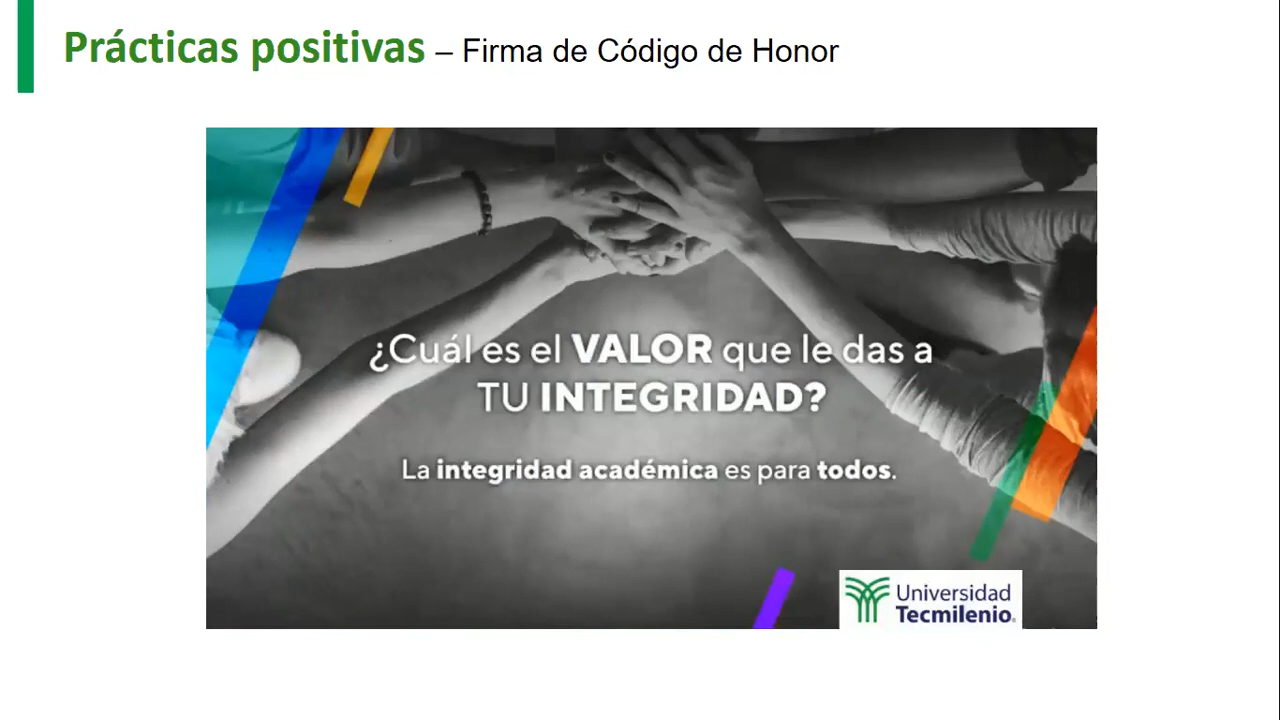 Prácticas positivas – Firma de Código de Honor
¿Cuál es el VALOR que le das a
TU INTEGRIDAD?
La integridad académica es para todos.
Universidad
Tecmilenio®